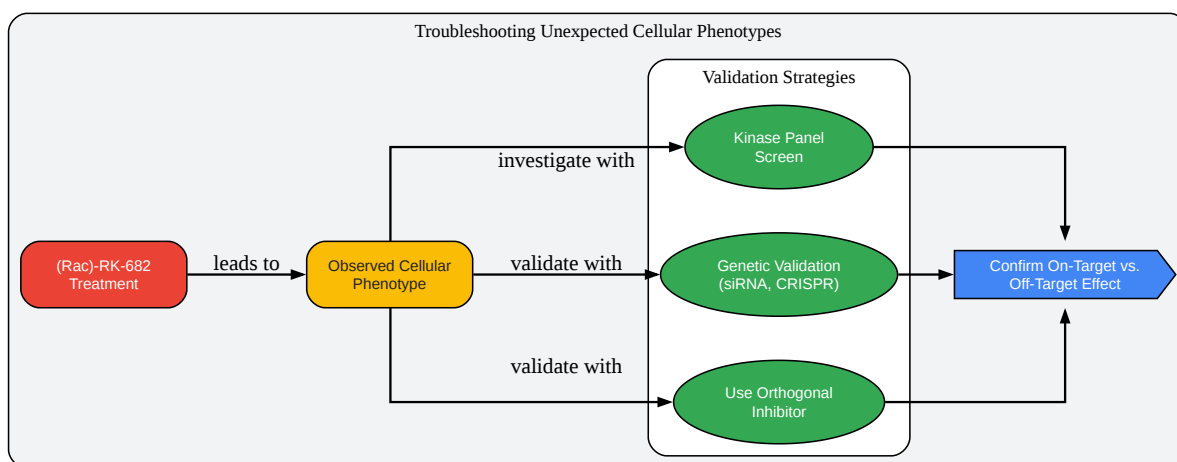 Troubleshooting Unexpected Cellular Phenotypes
Validation Strategies
Kinase Panel
Screen
investigate with
(Rac)-RK-682
Treatment
leads to
Observed Cellular
Phenotype
validate with
Genetic Validation
(siRNA, CRISPR)
Confirm On-Target vs.
Off-Target Effect
validate with
Use Orthogonal
Inhibitor